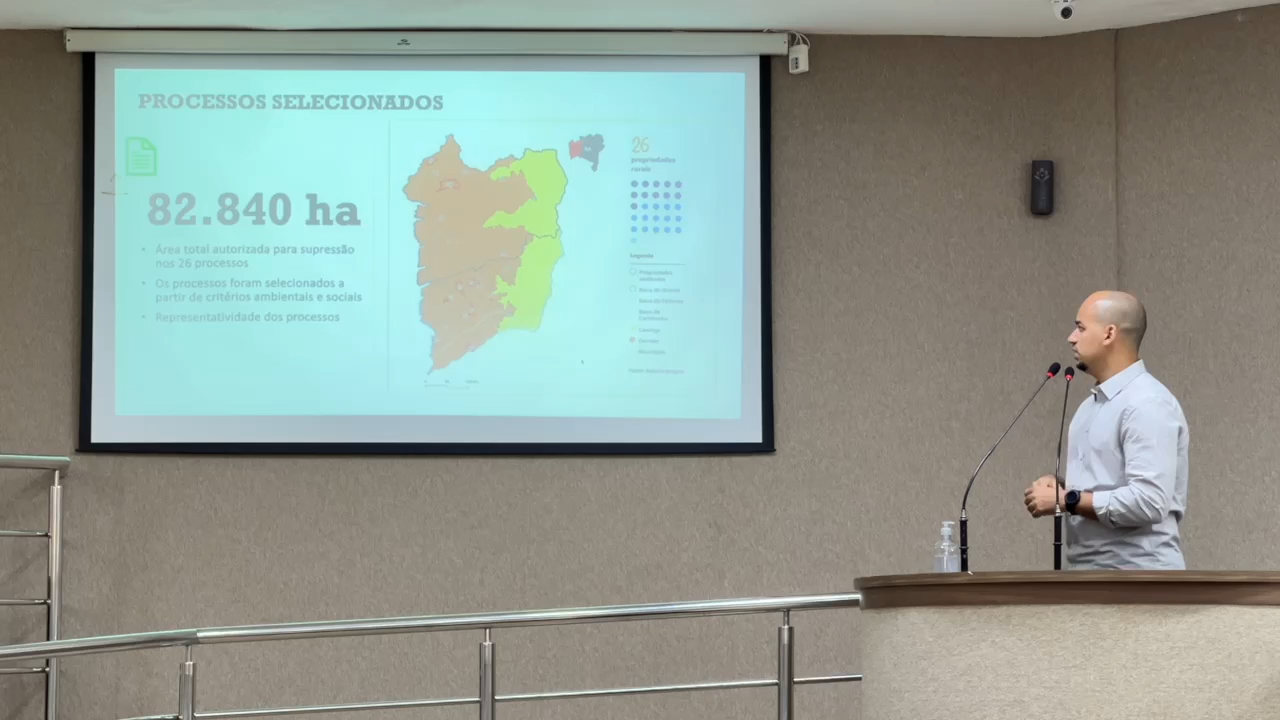 PROCESSOS SELECIONADOS
82.840 ha
• Área total autorizada para supressão
nos 26 processos
• Os processos foram selecionados a
partir de critérios ambientais e sociais
• Representatividade dos processos
26
propriedades
rurais
Legenda